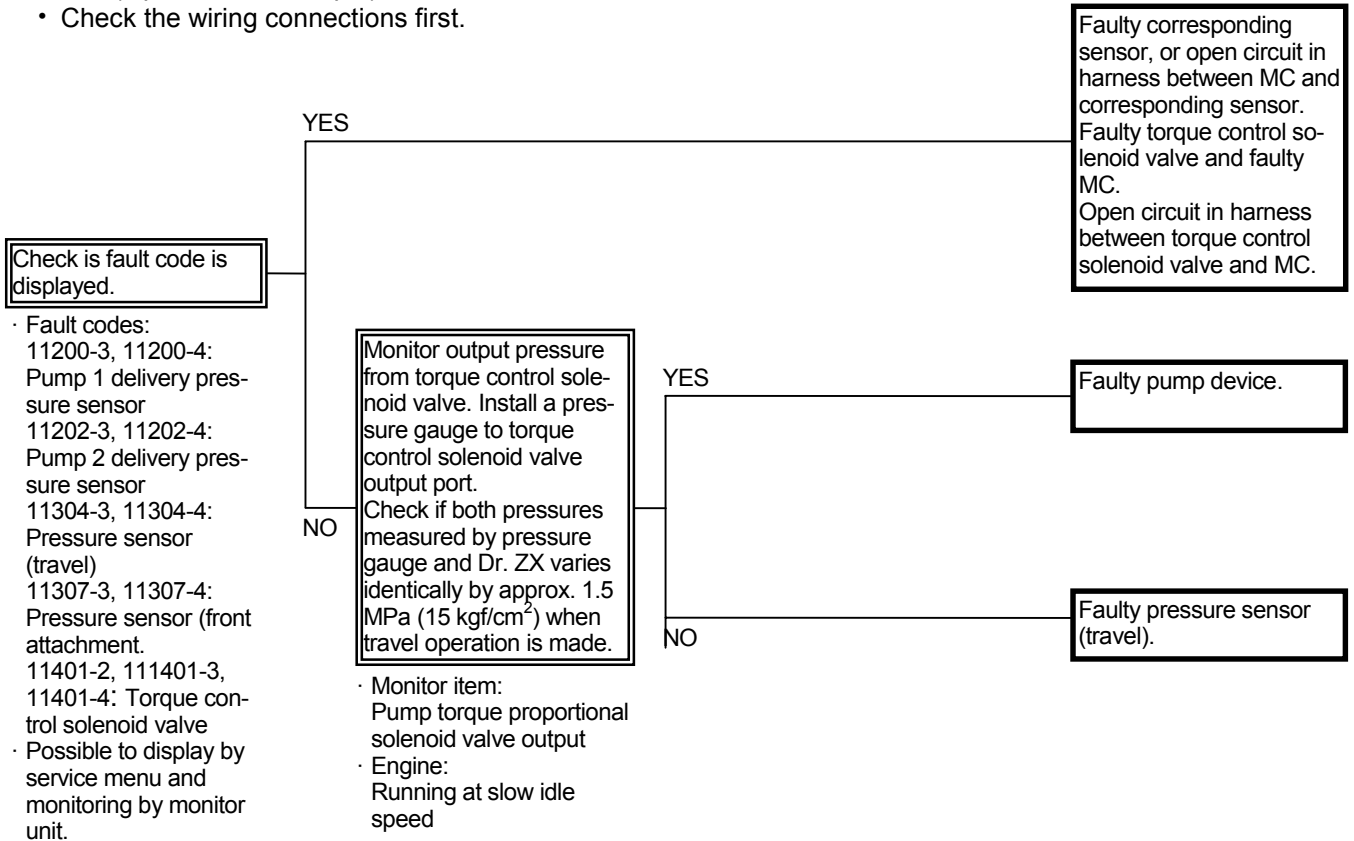 • Check the wiring connections first.
Faulty corresponding
sensor, or open circuit in
harness between MC and
corresponding sensor.
Faulty torque control so-
lenoid valve and faulty
MC.
Open circuit in harness
between torque control
solenoid valve and MC.
YES
Check is fault code is
displayed.
· Fault codes:
11200-3, 11200-4:
Pump 1 delivery pres-
sure sensor
11202-3, 11202-4:
Pump 2 delivery pres-
sure sensor
11304-3, 11304-4:
Pressure sensor
(travel)
11307-3, 11307-4:
Pressure sensor (front
attachment.
11401-2, 111401-3,
11401-4: Torque con-
trol solenoid valve
· Possible to display by
service menu and
monitoring by monitor
unit.
NO
Monitor output pressure
from torque control sole-
noid valve. Install a pres-
sure gauge to torque
control solenoid valve
output port.
Check if both pressures
measured by pressure
gauge and Dr. ZX varies
identically by approx. 1.5
MPa (15 kgf/cm²) when
travel operation is made.
· Monitor item:
Pump torque proportional
solenoid valve output
· Engine:
Running at slow idle
speed
YES
Faulty pump device.
NO
Faulty pressure sensor
(travel).